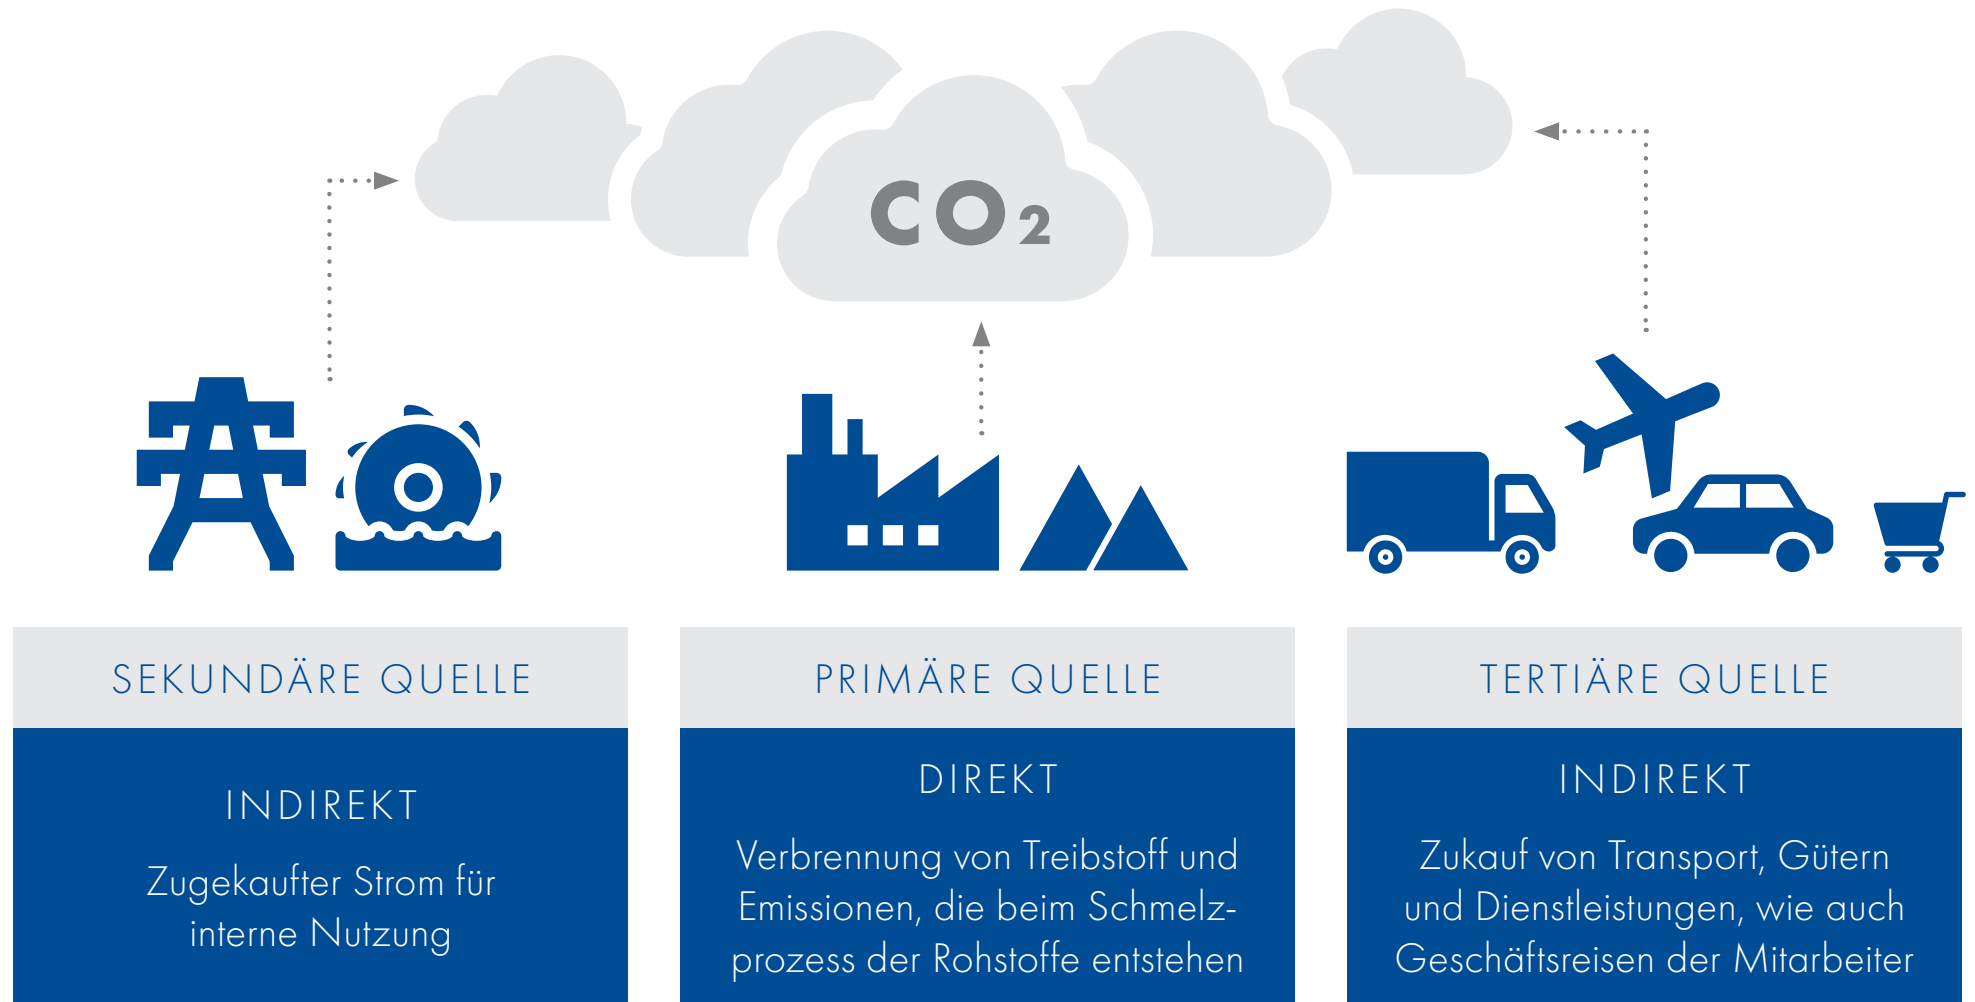 CO₂
SEKUNDÄRE QUELLE
INDIREKT
Zugekaufter Strom für
interne Nutzung
PRIMÄRE QUELLE
DIREKT
Verbrennung von Treibstoff und
Emissionen, die beim Schmelz-
prozess der Rohstoffe entstehen
TERTIÄRE QUELLE
INDIREKT
Zukauf von Transport, Gütern
und Dienstleistungen, wie auch
Geschäftsreisen der Mitarbeiter